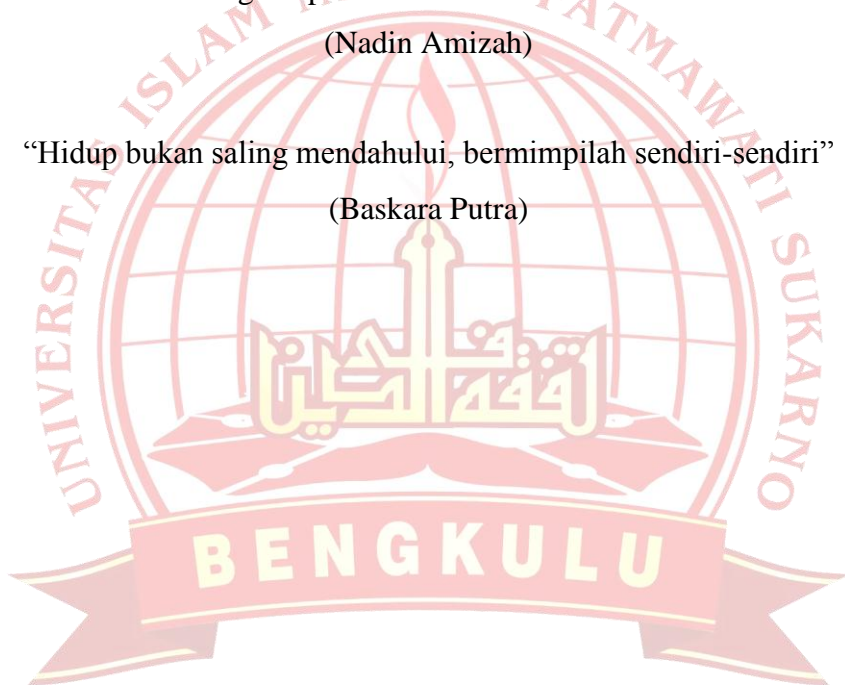 (Nadin Amizah)
“Hidup bukan saling mendahului, bermimpilah sendiri-sendiri”
(Baskara Putra)
UNIVERSITAS ISLAM
FATMAWATI SUKARNO
BENGKULU